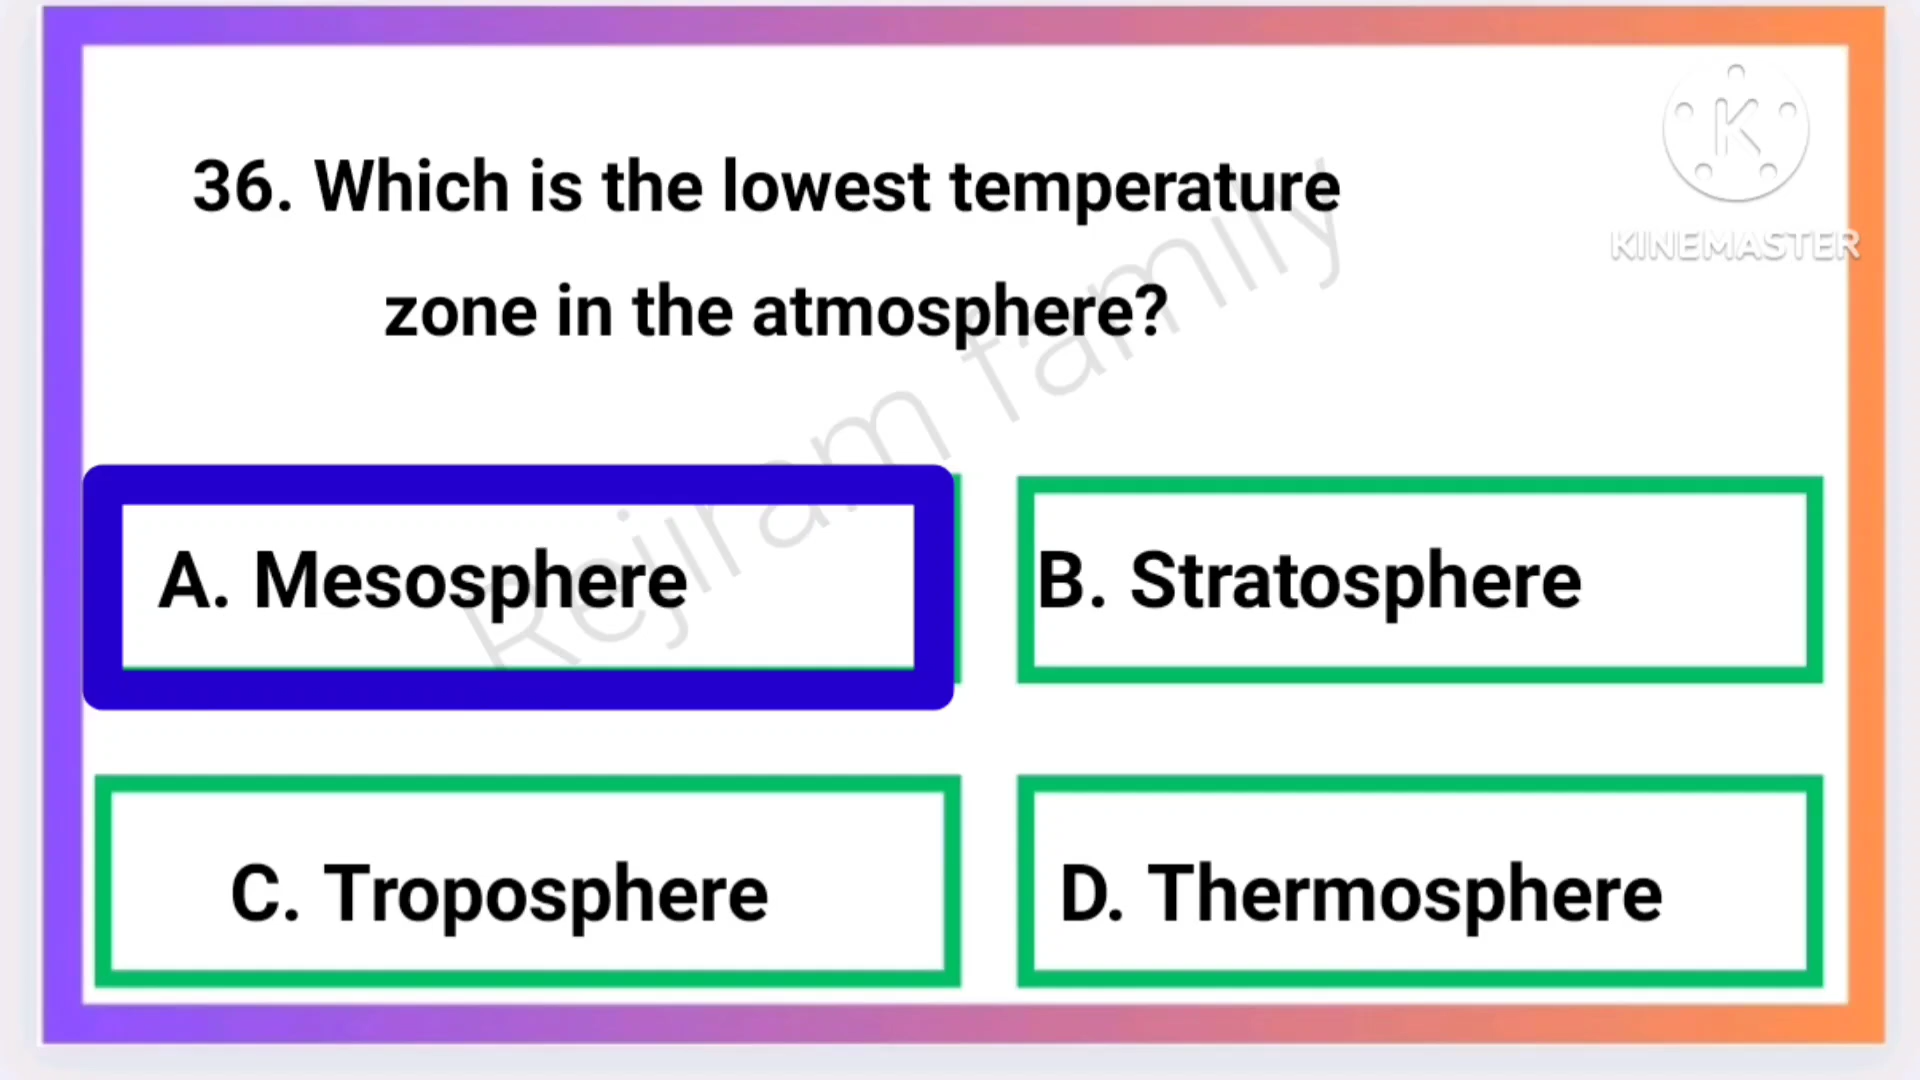 36. Which is the lowest temperature
zone in the atmosphere?
A. Mesosphere
B. Stratosphere
C. Troposphere
D. Thermosphere
Rejiram family
K
KINEMASTER